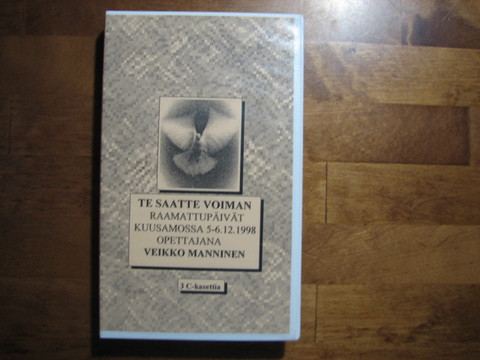 TE SAATTE VOIMAN
RAAMATTUPÄIVÄT
KUUSAMOSSA 5-6.12.1998
OPETTAJANA
VEIKKO MANNINEN
3 C-kasettia